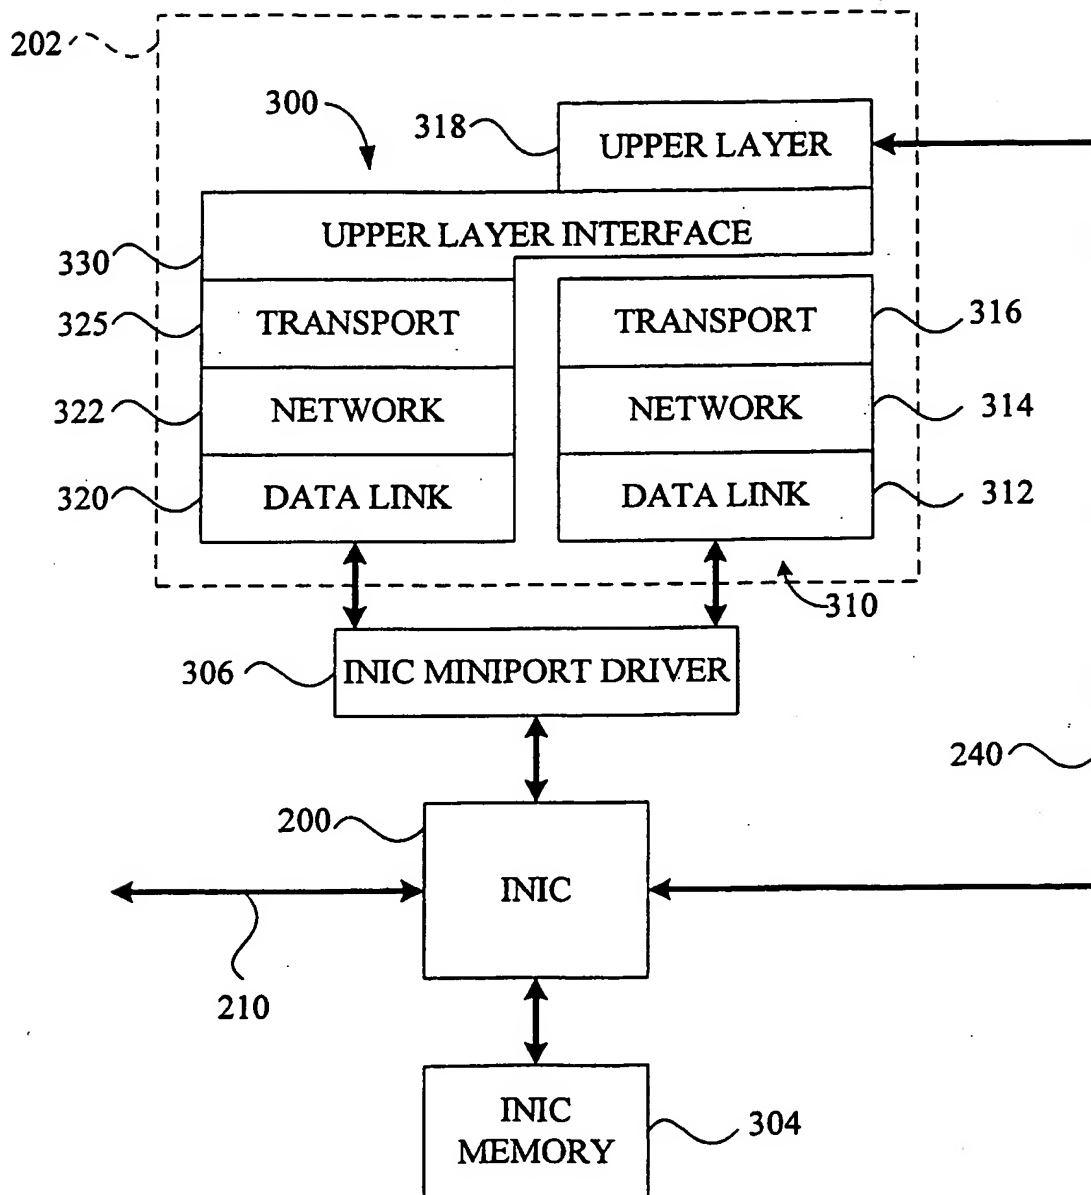 202
300
318
UPPER LAYER
UPPER LAYER INTERFACE
330
TRANSPORT
325
TRANSPORT
316
NETWORK
322
NETWORK
314
DATA LINK
320
DATA LINK
312
310
306
INIC MINIPORT DRIVER
240
200
INIC
210
INIC
MEMORY
304